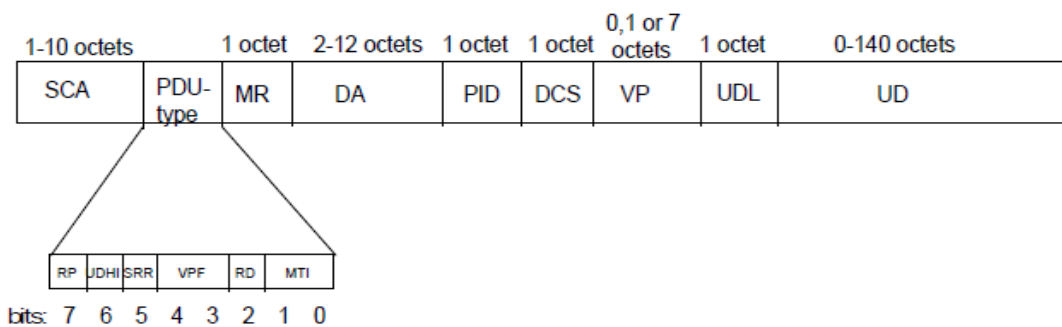 1-10 octets 1 octet 2-12 octets 1 octet 1 octet 0,1 or 7 octets 1 octet 0-140 octets
SCA PDU-type MR DA PID DCS VP UDL UD
RP UDHI SRR VPF RD MTI
bits: 7 6 5 4 3 2 1 0